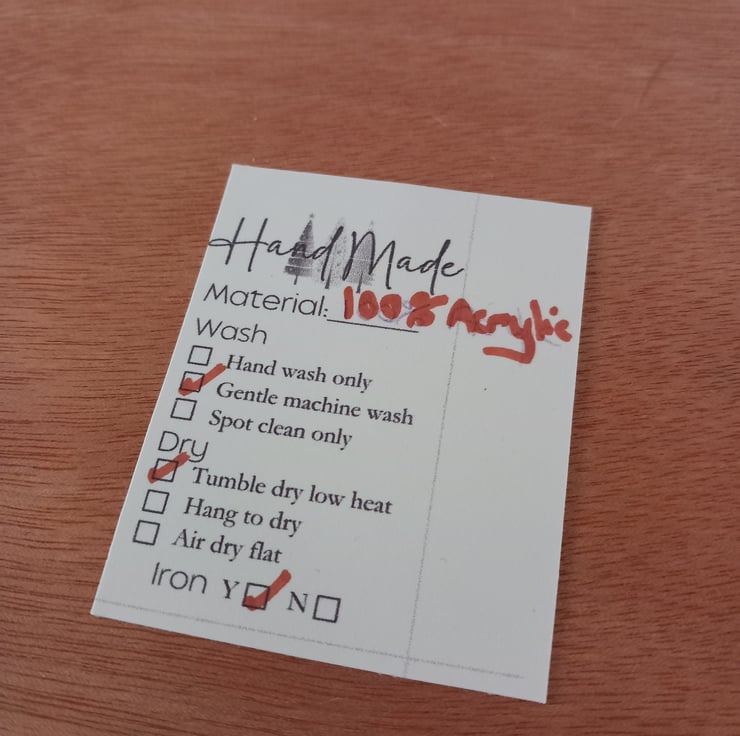 Hand Made
Material: 100% Acrylic
Wash
☐ Hand wash only
☑ Gentle machine wash
☐ Spot clean only
Dry
☑ Tumble dry low heat
☐ Hang to dry
☐ Air dry flat
Iron Y ☑ N ☐